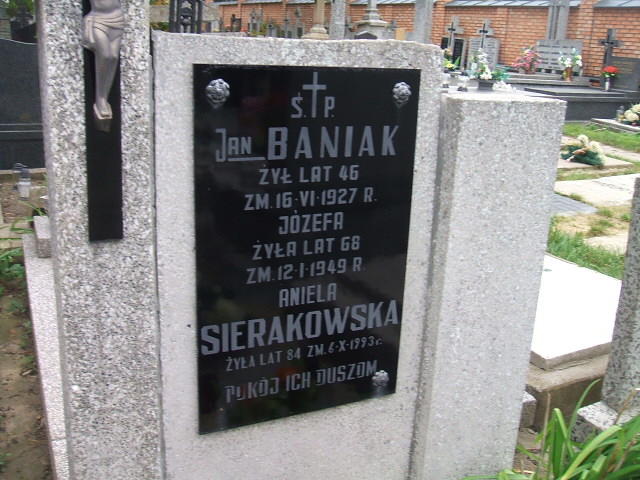 Ś. P.
Jan BANIAK
ŻYŁ LAT 46
ZM. 16·VI·1927 R.
JÓZEFA
ŻYŁA LAT 68
ZM. 12·I·1949 R.
ANIELA
SIERAKOWSKA
ŻYŁA LAT 84 ZM. 6·X·1993 r.
POKÓJ ICH DUSZOM